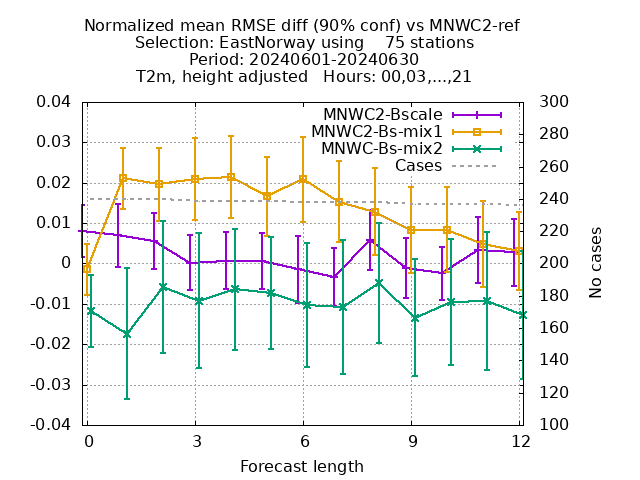 Normalized mean RMSE diff (90% conf) vs MNWC2-ref
Selection: EastNorway using    75 stations
Period: 20240601-20240630
T2m, height adjusted   Hours: 00,03,...,21
MNWC2-Bscale
MNWC2-Bs-mix1
MNWC-Bs-mix2
Cases
0.04
0.03
0.02
0.01
0
-0.01
-0.02
-0.03
-0.04
300
280
260
240
220
200
180
160
140
120
100
No cases
0 3 6 9 12
Forecast length